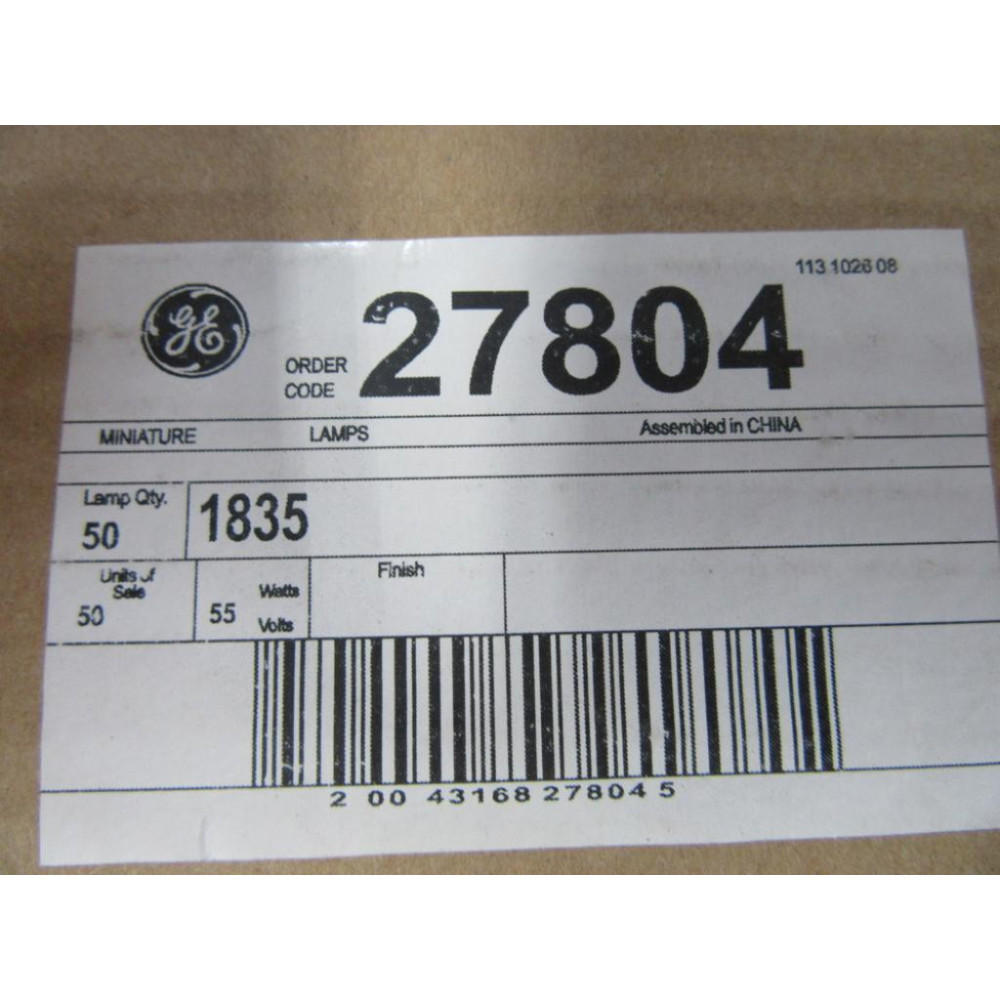 113 1026 08
GE
ORDER CODE 27804
MINIATURE LAMPS Assembled in CHINA
Lamp Qty.
50 1835
Units of Sale
50
55 Watts
Volts
Finish
2 00 43168 27804 5